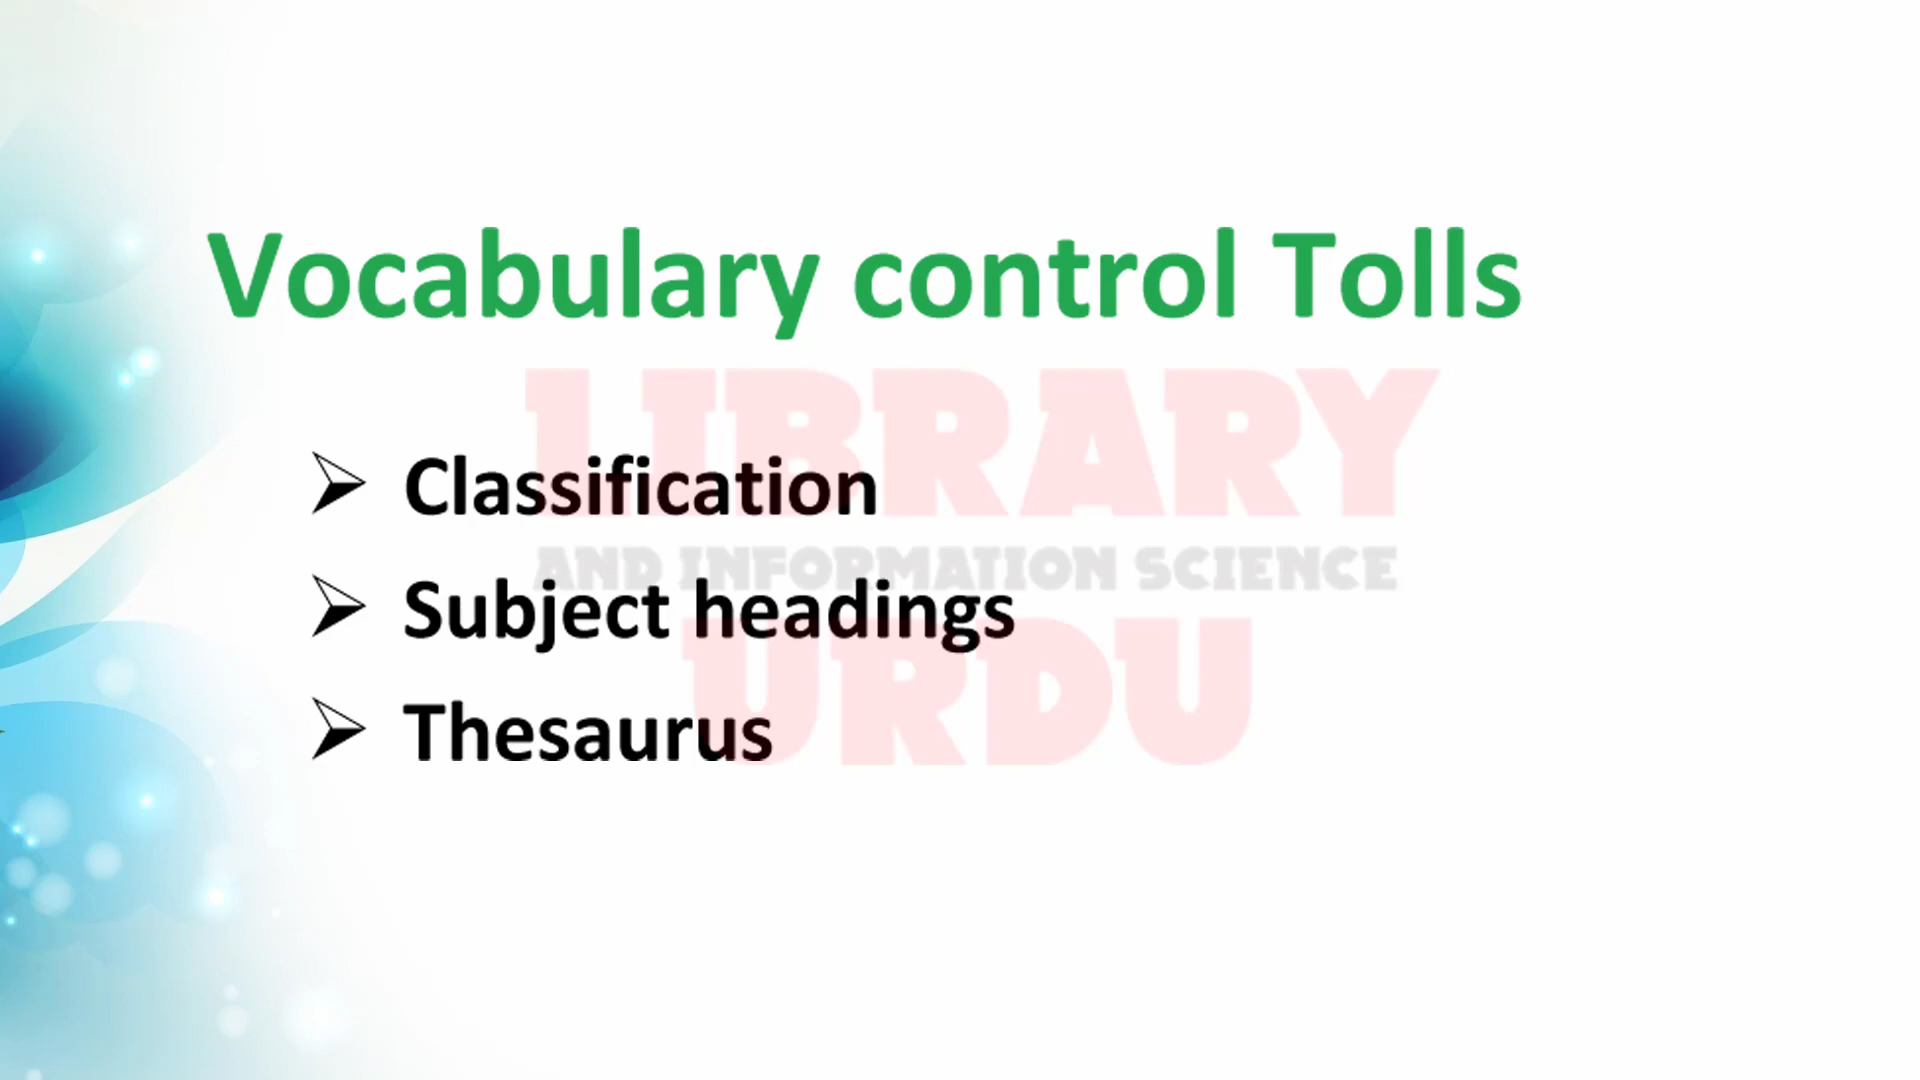 Vocabulary control Tolls
LIBRARY
➢ Classification
AND INFORMATION SCIENCE
➢ Subject headings
URDU
➢ Thesaurus